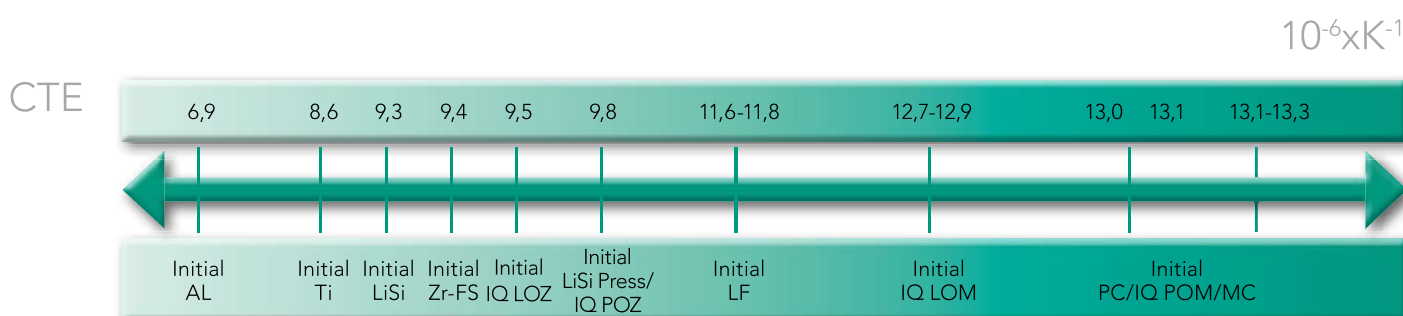 10-6xK-1
CTE
6,9 8,6 9,3 9,4 9,5 9,8 11,6-11,8 12,7-12,9 13,0 13,1 13,1-13,3
Initial
AL
Initial
Ti
Initial
LiSi
Initial
Zr-FS
Initial
IQ LOZ
Initial
LiSi Press/
IQ POZ
Initial
LF
Initial
IQ LOM
Initial
PC/IQ POM/MC